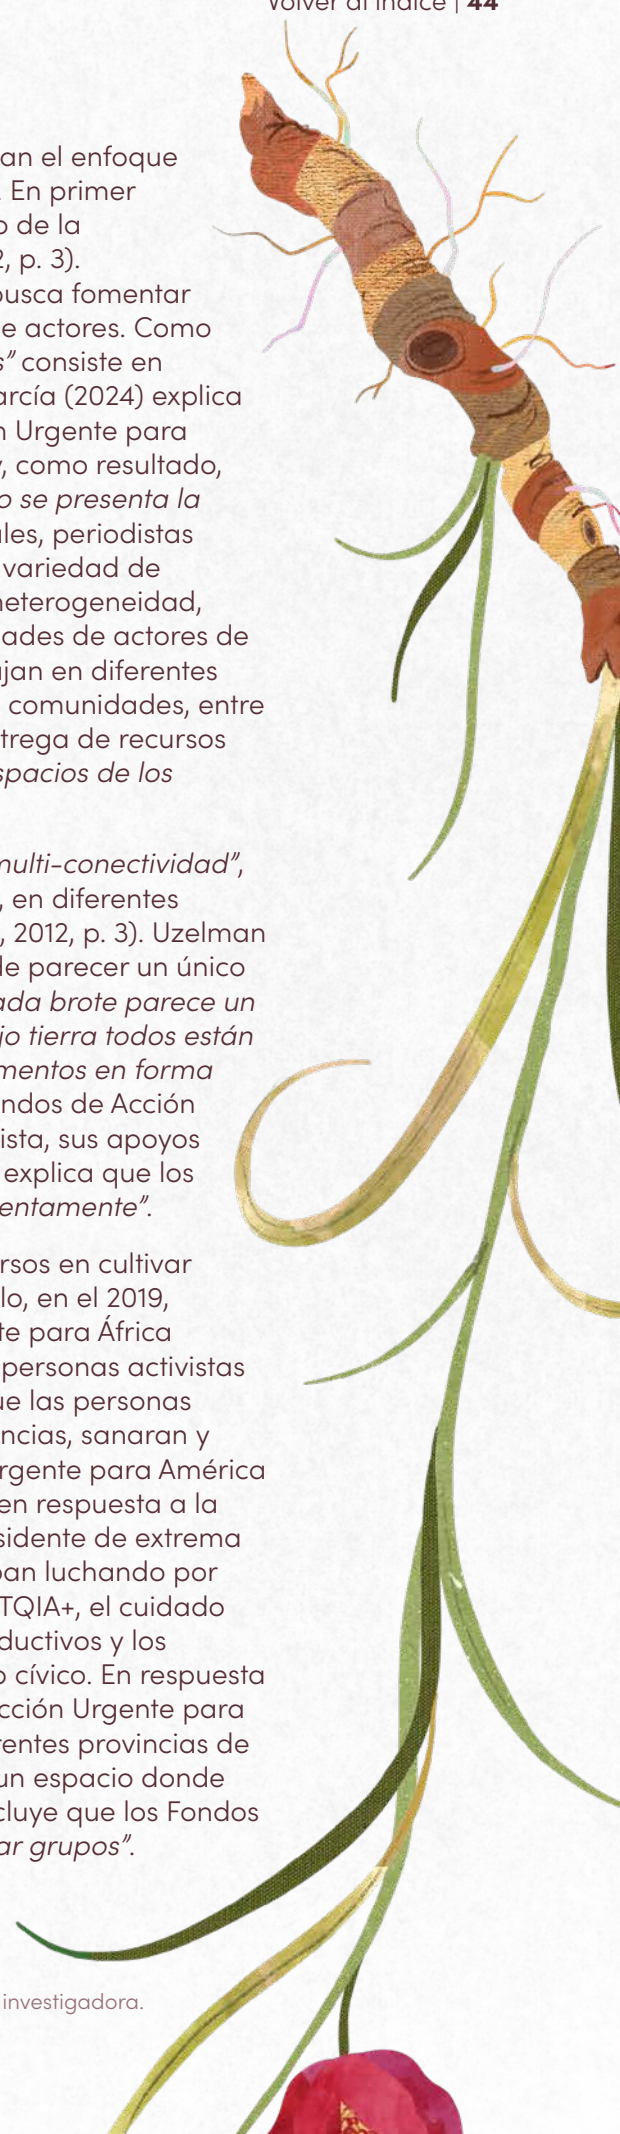 Volver al índice | 44
an el enfoque
. En primer
o de la
2, p. 3).
busca fomentar
e actores. Como
s” consiste en
arcía (2024) explica
n Urgente para
y, como resultado,
o se presenta la
les, periodistas
variedad de
heterogeneidad,
ades de actores de
ajan en diferentes
comunidades, entre
trega de recursos
spacios de los
multi-conectividad”,
, en diferentes
, 2012, p. 3). Uzelman
de parecer un único
ada brote parece un
jo tierra todos están
mentos en forma
ndos de Acción
ista, sus apoyos
explica que los
entamente”.
rsos en cultivar
lo, en el 2019,
te para África
personas activistas
ue las personas
ncias, sanaran y
rgente para América
en respuesta a la
sidente de extrema
ban luchando por
TQIA+, el cuidado
ductivos y los
o cívico. En respuesta
cción Urgente para
rentes provincias de
un espacio donde
cluye que los Fondos
ar grupos”.
investigadora.